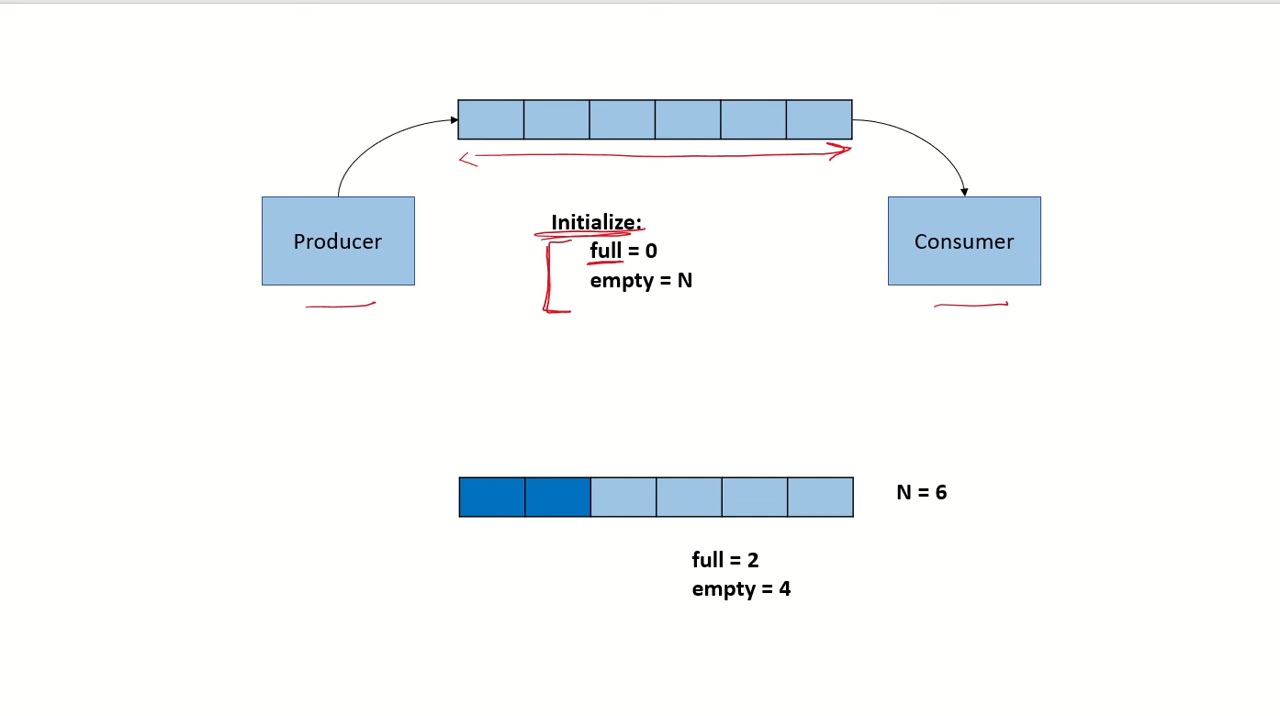 Producer
Initialize:
full = 0
empty = N
Consumer
N = 6
full = 2
empty = 4